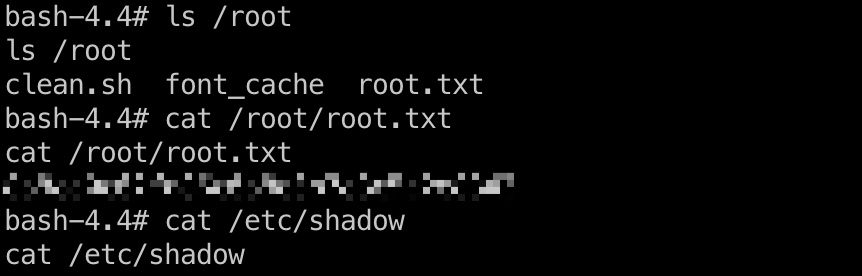 bash-4.4# ls /root
ls /root
clean.sh  font_cache  root.txt
bash-4.4# cat /root/root.txt
cat /root/root.txt
bash-4.4# cat /etc/shadow
cat /etc/shadow